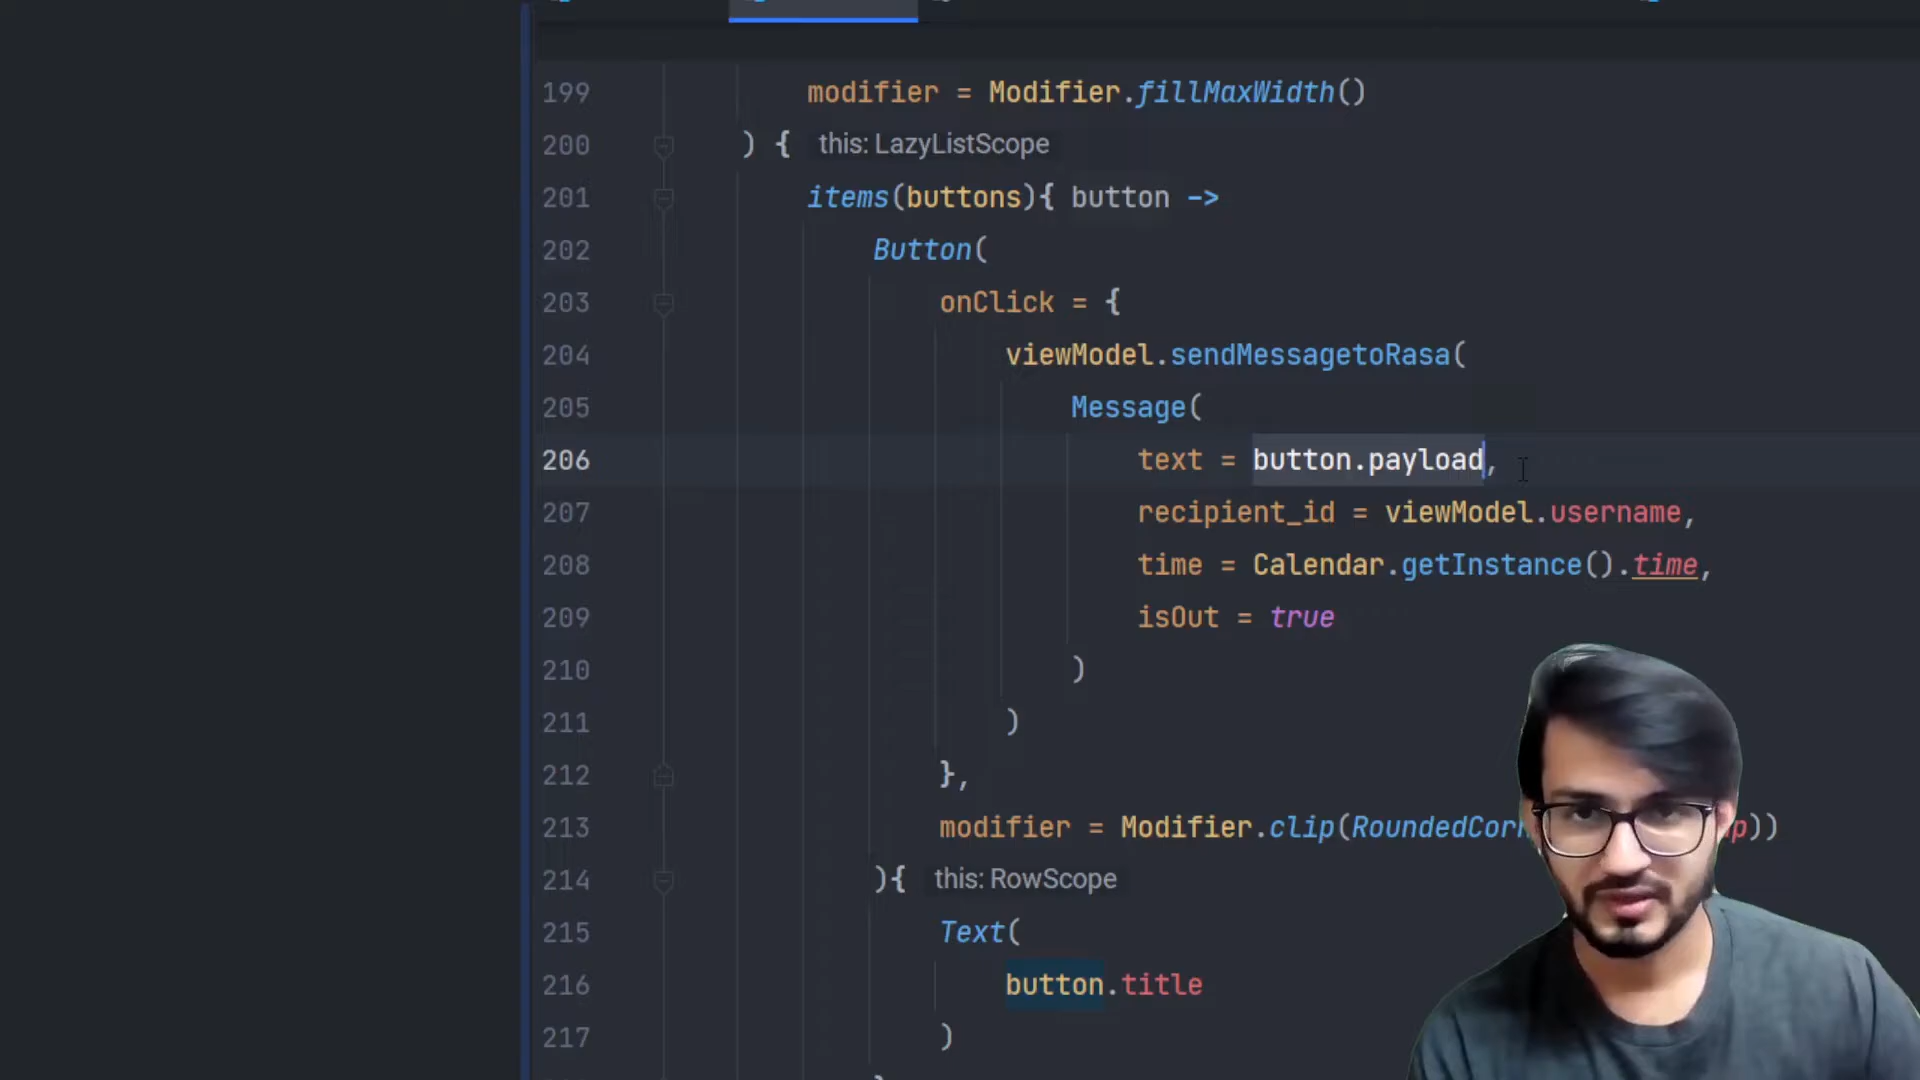 199 modifier = Modifier.fillMaxWidth()
200 ) { this: LazyListScope
201 items(buttons){ button ->
202 Button(
203 onClick = {
204 viewModel.sendMessagetoRasa(
205 Message(
206 text = button.payload,
207 recipient_id = viewModel.username,
208 time = Calendar.getInstance().time,
209 isOut = true
210 )
211 )
212 },
213 modifier = Modifier.clip( p))
214 ){ this: RowScope
215 Text(
216 button.title
217 )